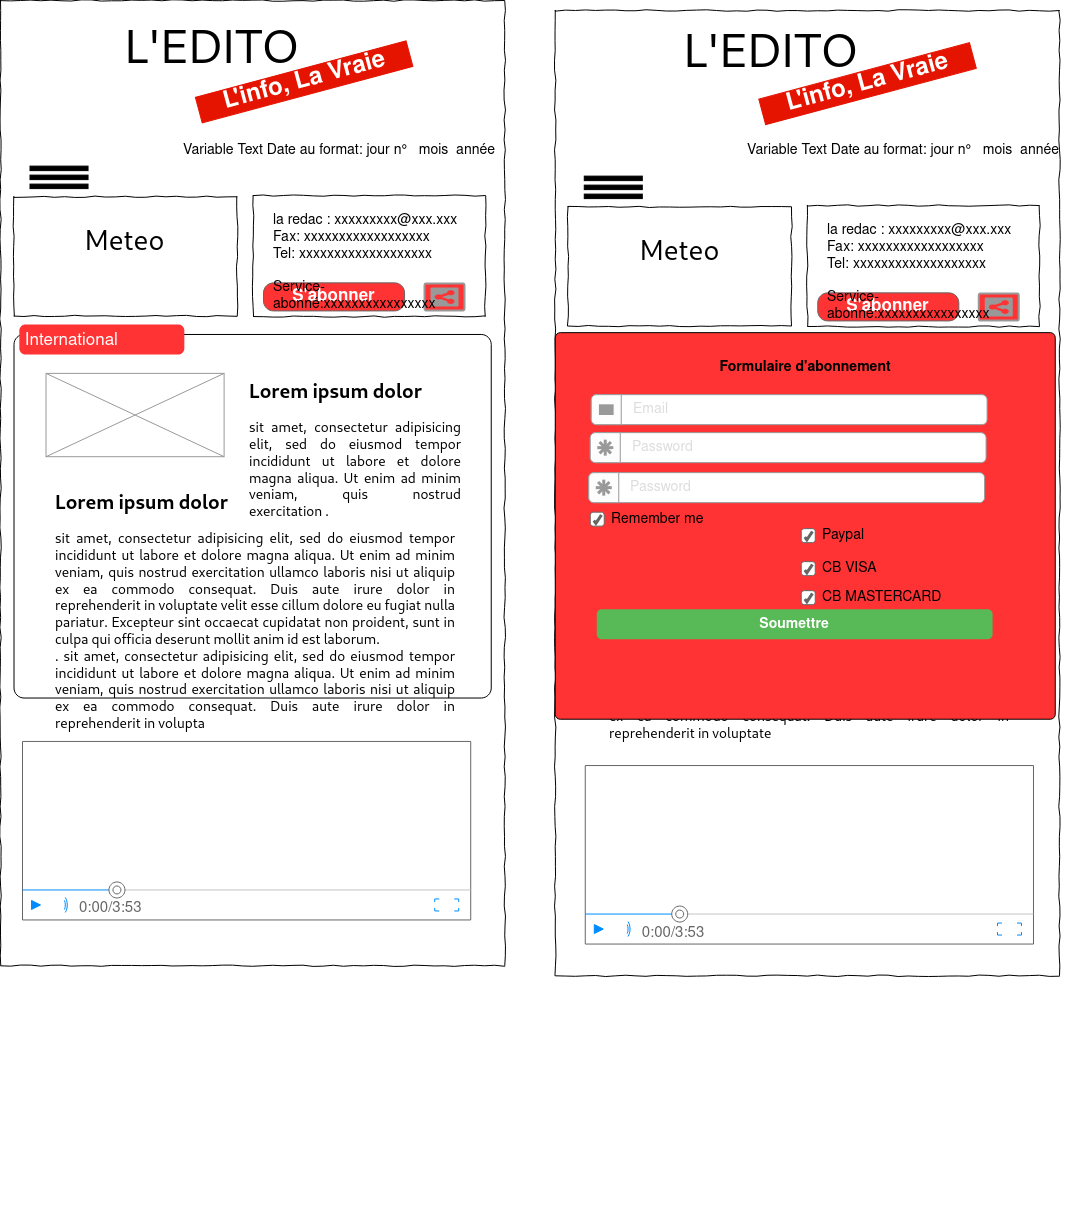 L'EDITO
L'info, La Vraie
Variable Text Date au format: jour n° mois année
Meteo
la redac : xxxxxxxxx@xxx.xxx
Fax: xxxxxxxxxxxxxxxxxx
Tel: xxxxxxxxxxxxxxxxxxx
Service-
abonne:xxxxxxxxxxxxxxxx
S'abonner
International
Lorem ipsum dolor
sit amet, consectetur adipisicing
elit, sed do eiusmod tempor
incididunt ut labore et dolore
magna aliqua. Ut enim ad minim
veniam, quis nostrud
exercitation .
Lorem ipsum dolor
sit amet, consectetur adipisicing elit, sed do eiusmod tempor
incididunt ut labore et dolore magna aliqua. Ut enim ad minim
veniam, quis nostrud exercitation ullamco laboris nisi ut aliquip
ex ea commodo consequat. Duis aute irure dolor in
reprehenderit in voluptate velit esse cillum dolore eu fugiat nulla
pariatur. Excepteur sint occaecat cupidatat non proident, sunt in
culpa qui officia deserunt mollit anim id est laborum.
. sit amet, consectetur adipisicing elit, sed do eiusmod tempor
incididunt ut labore et dolore magna aliqua. Ut enim ad minim
veniam, quis nostrud exercitation ullamco laboris nisi ut aliquip
ex ea commodo consequat. Duis aute irure dolor in
reprehenderit in volupta
0:00/3:53
L'EDITO
L'info, La Vraie
Variable Text Date au format: jour n° mois année
Meteo
la redac : xxxxxxxxx@xxx.xxx
Fax: xxxxxxxxxxxxxxxxxx
Tel: xxxxxxxxxxxxxxxxxxx
Service-
abonne:xxxxxxxxxxxxxxxx
S'abonner
Formulaire d'abonnement
Email
Password
Password
Remember me
Paypal
CB VISA
CB MASTERCARD
Soumettre
ex ea commodo consequat. Duis aute irure dolor in
reprehenderit in voluptate
0:00/3:53